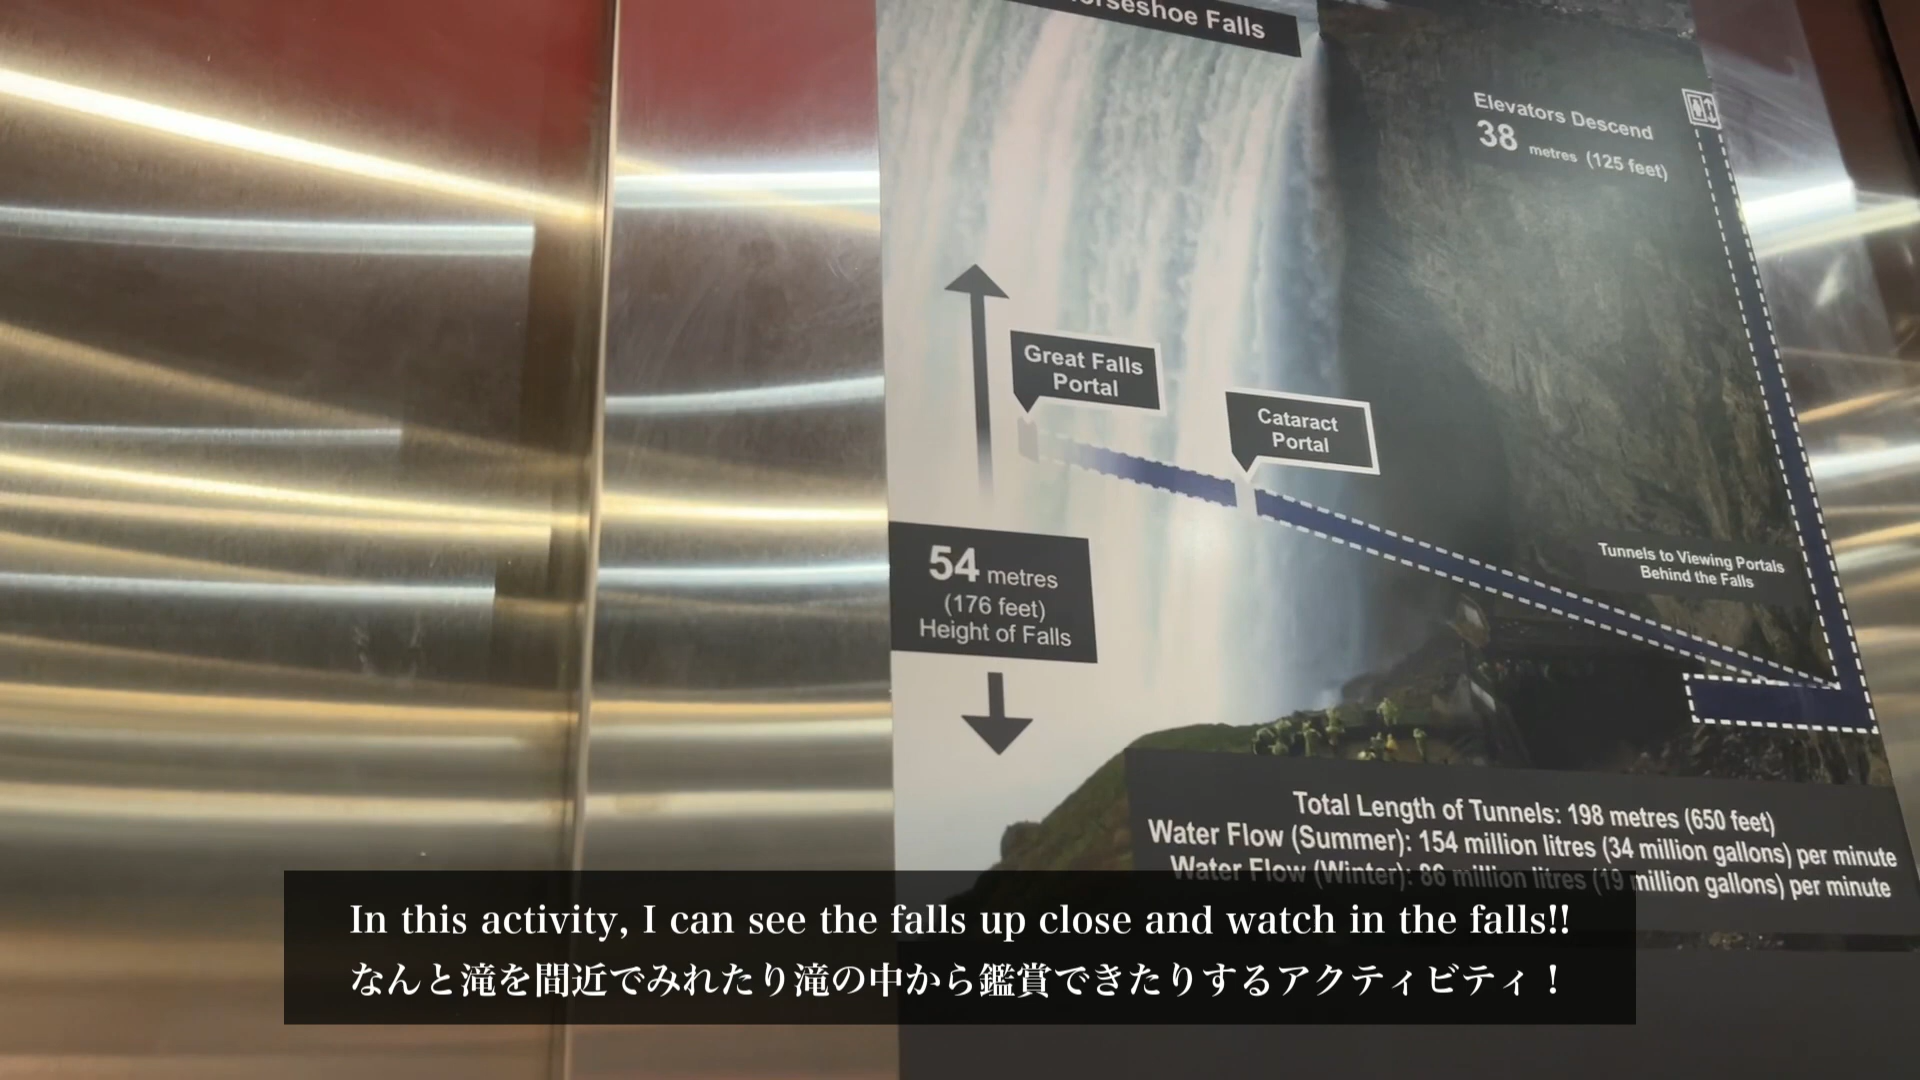 Falls
Elevators Descend
38 metres (125 feet)
Great Falls
Portal
Cataract
Portal
54 metres
(176 feet)
Height of Falls
Tunnels to Viewing Portals
Behind the Falls
Total Length of Tunnels: 198 metres (650 feet)
Water Flow (Summer): 154 million litres (34 million gallons) per minute
Water Flow (Winter): 86 million litres (19 million gallons) per minute
In this activity, I can see the falls up close and watch in the falls!!
なんと滝を間近でみれたり滝の中から鑑賞できたりするアクティビティ！